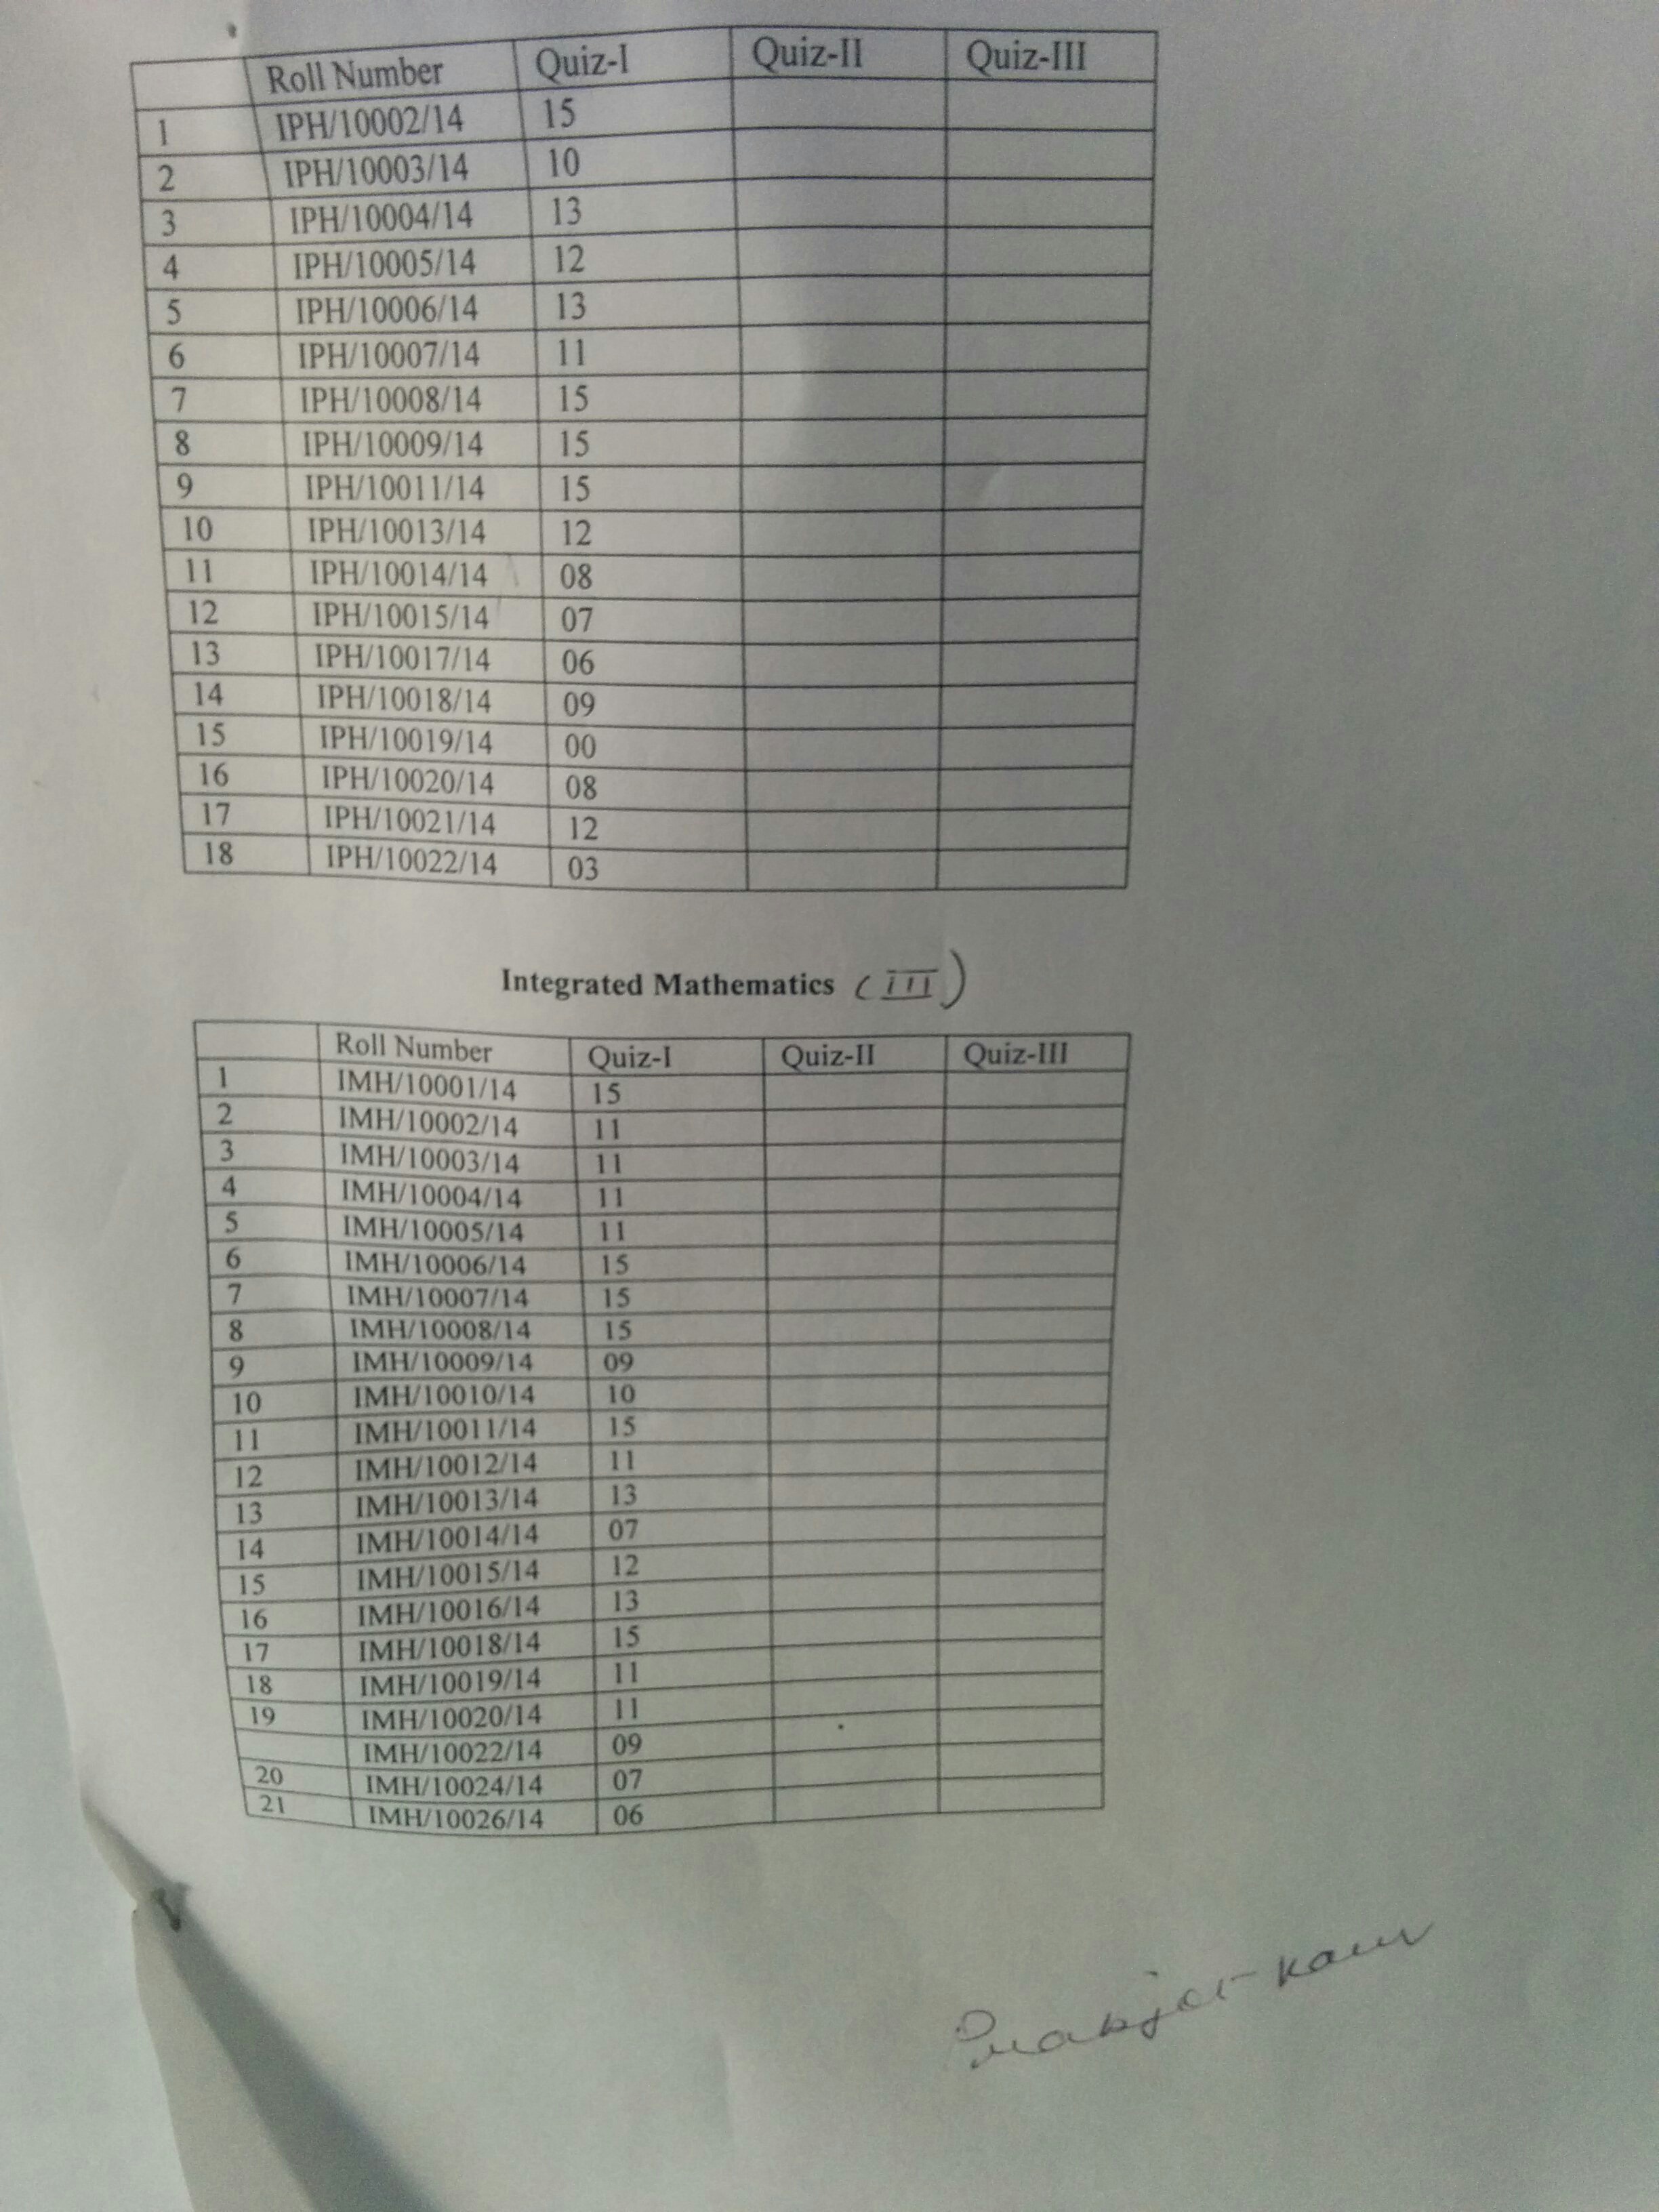 Roll Number Quiz-I Quiz-II Quiz-III
1 IPH/10002/14 15
2 IPH/10003/14 10
3 IPH/10004/14 13
4 IPH/10005/14 12
5 IPH/10006/14 13
6 IPH/10007/14 11
7 IPH/10008/14 15
8 IPH/10009/14 15
9 IPH/10011/14 15
10 IPH/10013/14 12
11 IPH/10014/14 08
12 IPH/10015/14 07
13 IPH/10017/14 06
14 IPH/10018/14 09
15 IPH/10019/14 00
16 IPH/10020/14 08
17 IPH/10021/14 12
18 IPH/10022/14 03
Integrated Mathematics (III)
Roll Number Quiz-I Quiz-II Quiz-III
1 IMH/10001/14 15
2 IMH/10002/14 11
3 IMH/10003/14 11
4 IMH/10004/14 11
5 IMH/10005/14 11
6 IMH/10006/14 15
7 IMH/10007/14 15
8 IMH/10008/14 15
9 IMH/10009/14 09
10 IMH/10010/14 10
11 IMH/10011/14 15
12 IMH/10012/14 11
13 IMH/10013/14 13
14 IMH/10014/14 07
15 IMH/10015/14 12
16 IMH/10016/14 13
17 IMH/10018/14 15
18 IMH/10019/14 11
19 IMH/10020/14 11
IMH/10022/14 09
20 IMH/10024/14 07
21 IMH/10026/14 06
Prabjot Kaur